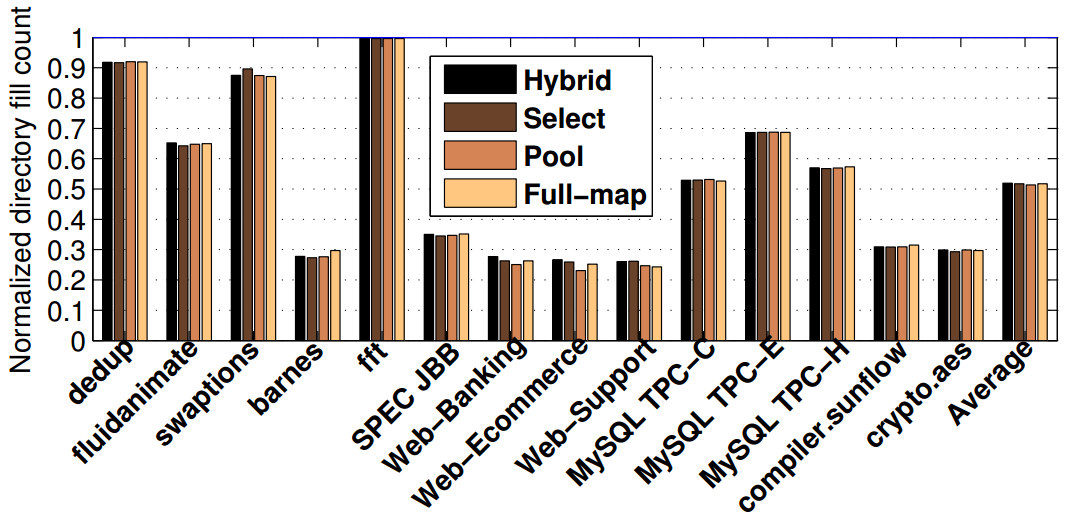 Normalized directory fill count
1
0.9
0.8
0.7
0.6
0.5
0.4
0.3
0.2
0.1
0
Hybrid
Select
Pool
Full−map
dedup
fluidanimate
swaptions
barnes
fft
SPEC JBB
Web−Banking
Web−Ecommerce
Web−Support
MySQL TPC−C
MySQL TPC−E
MySQL TPC−H
compiler.sunflow
crypto.aes
Average